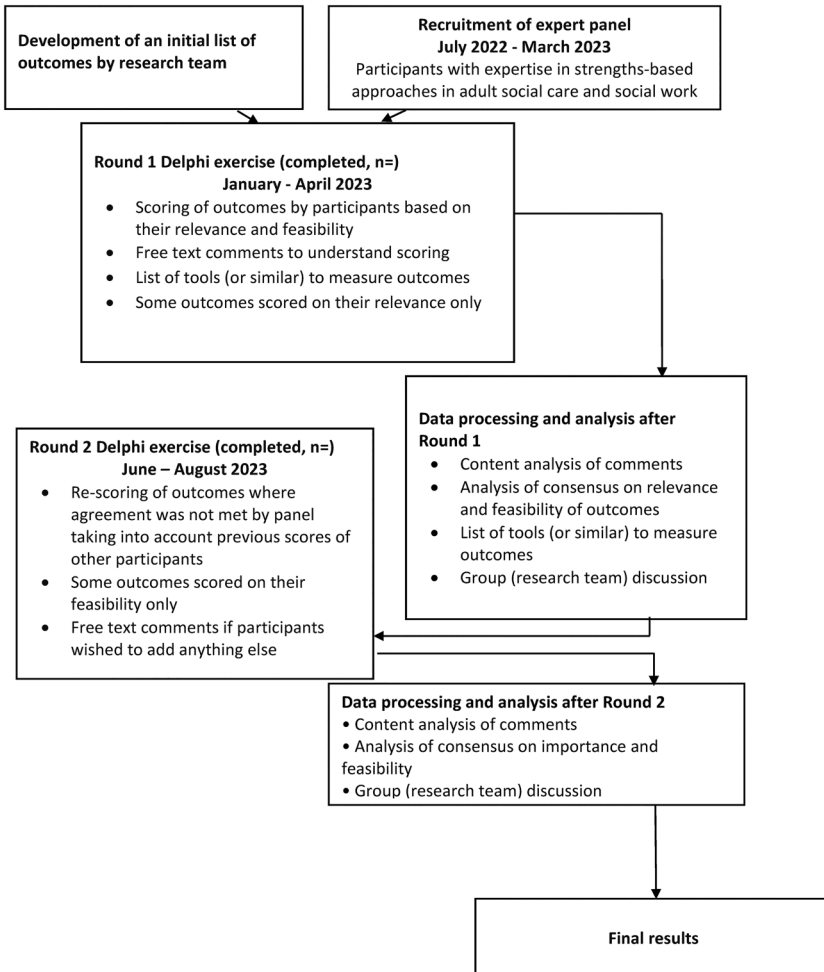 Development of an initial list of
outcomes by research team
Recruitment of expert panel
July 2022 - March 2023
Participants with expertise in strengths-based
approaches in adult social care and social work
Round 1 Delphi exercise (completed, n=)
January - April 2023
• Scoring of outcomes by participants based on
their relevance and feasibility
• Free text comments to understand scoring
• List of tools (or similar) to measure outcomes
• Some outcomes scored on their relevance only
Data processing and analysis after
Round 1
• Content analysis of comments
• Analysis of consensus on relevance
and feasibility of outcomes
• List of tools (or similar) to measure
outcomes
• Group (research team) discussion
Round 2 Delphi exercise (completed, n=)
June – August 2023
• Re-scoring of outcomes where
agreement was not met by panel
taking into account previous scores of
other participants
• Some outcomes scored on their
feasibility only
• Free text comments if participants
wished to add anything else
Data processing and analysis after Round 2
• Content analysis of comments
• Analysis of consensus on importance and
feasibility
• Group (research team) discussion
Final results